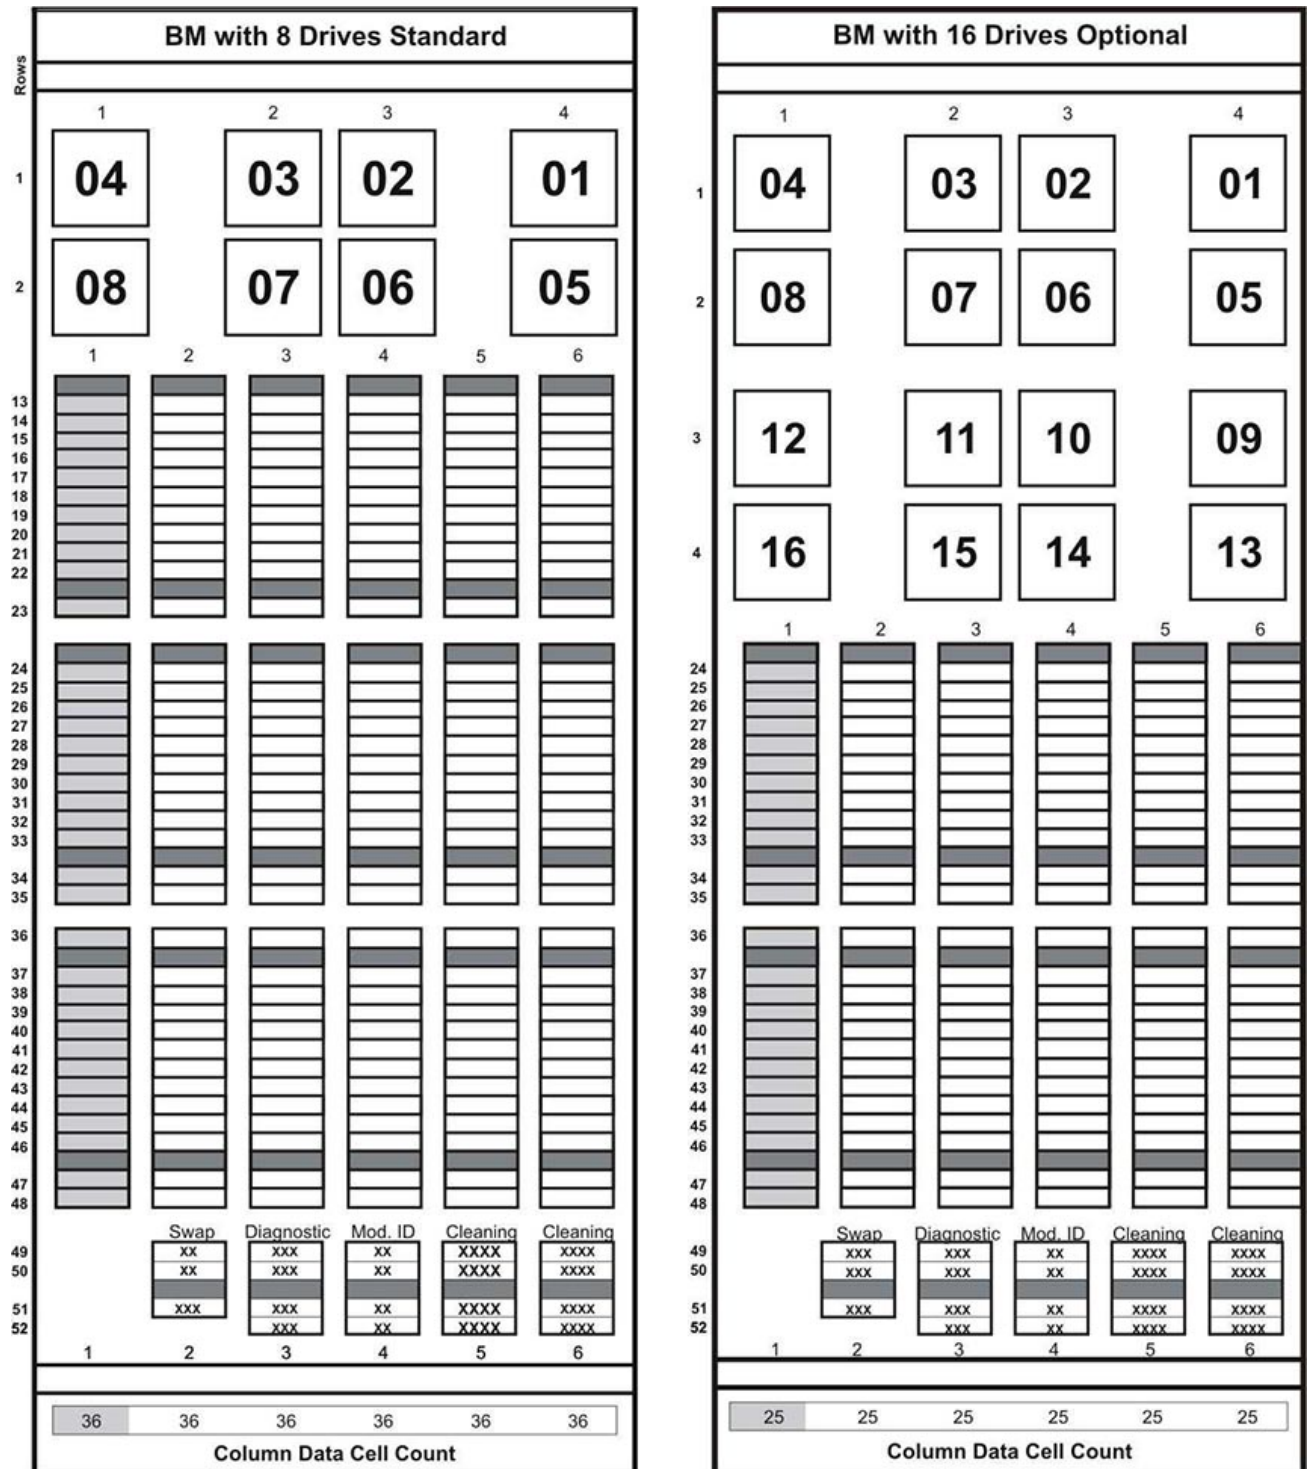 BM with 8 Drives Standard
Rows
1 2 3 4
1 04 03 02 01
2 08 07 06 05
1 2 3 4 5 6
13
14
15
16
17
18
19
20
21
22
23
24
25
26
27
28
29
30
31
32
33
34
35
36
37
38
39
40
41
42
43
44
45
46
47
48
Swap Diagnostic Mod. ID Cleaning Cleaning
49 xx xxx xx XXXX xxxx
50 xx xxx xx XXXX xxxx
51 xxx xxx xx XXXX xxxx
52 xxx xx XXXX xxxx
1 2 3 4 5 6
36 36 36 36 36 36
Column Data Cell Count
BM with 16 Drives Optional
1 2 3 4
1 04 03 02 01
2 08 07 06 05
3 12 11 10 09
4 16 15 14 13
1 2 3 4 5 6
24
25
26
27
28
29
30
31
32
33
34
35
36
37
38
39
40
41
42
43
44
45
46
47
48
Swap Diagnostic Mod. ID Cleaning Cleaning
49 xxx xxx xx xxxx xxxx
50 xxx xxx xx xxxx xxxx
51 xxx xxx xx xxxx xxxx
52 xxx xx xxxx xxxx
1 2 3 4 5 6
25 25 25 25 25 25
Column Data Cell Count